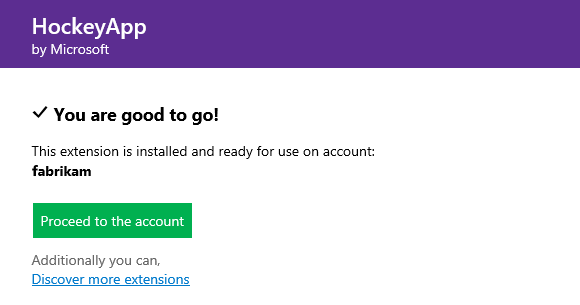 HockeyApp
by Microsoft
You are good to go!
This extension is installed and ready for use on account:
fabrikam
Proceed to the account
Additionally you can,
Discover more extensions